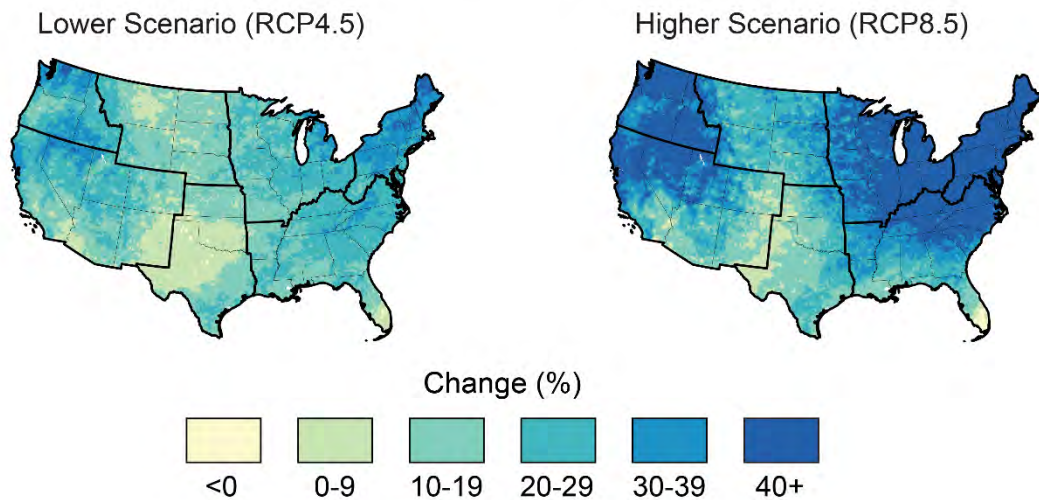 Lower Scenario (RCP4.5) Higher Scenario (RCP8.5)
Change (%)
<0 0-9 10-19 20-29 30-39 40+